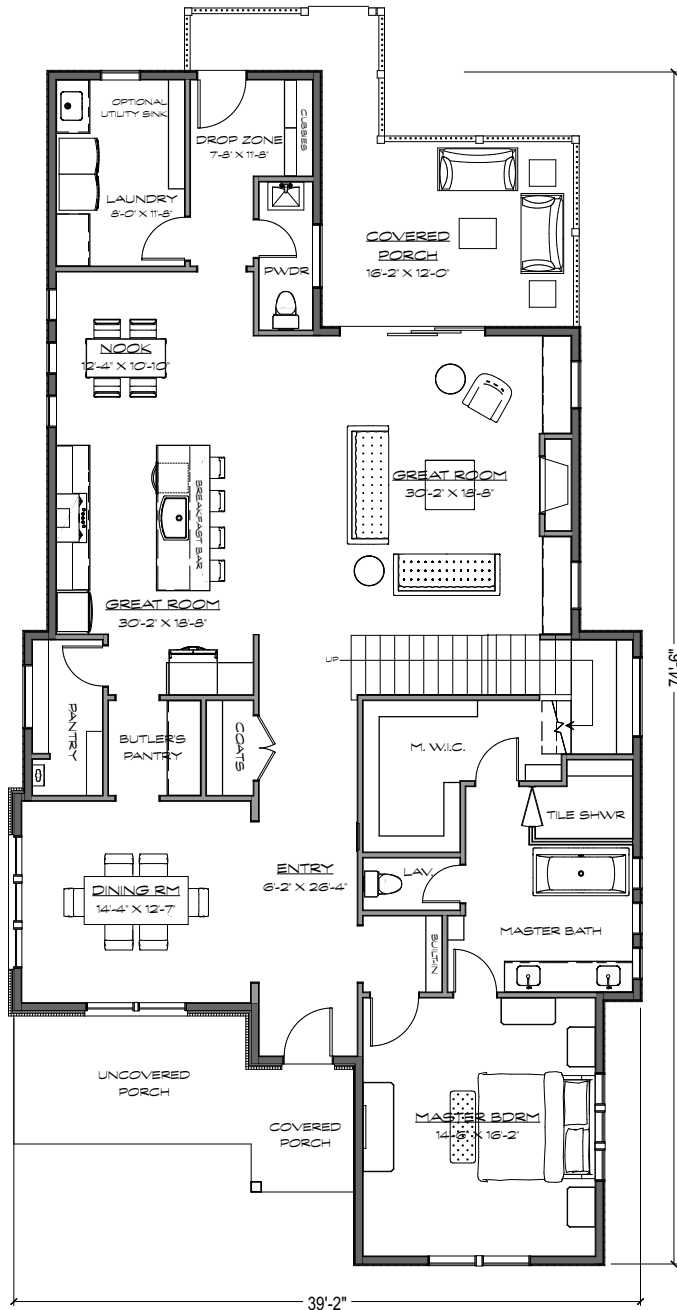 OPTIONAL
UTILITY SINK
CUBBIES
DROP ZONE
7'-8" X 11'-8"
LAUNDRY
8'-0" X 11'-8"
PWDR
COVERED
PORCH
16'-2" X 12'-0"
NOOK
12'-4" X 10'-10"
GREAT ROOM
30'-2" X 18'-8"
BREAKFAST BAR
GREAT ROOM
30'-2" X 18'-8"
UP
74'-6"
PANTRY
BUTLER'S
PANTRY
COATS
M. W.I.C.
TILE SHWR
ENTRY
6'-2" X 26'-4"
LAV.
DINING RM
14'-4" X 12'-7"
BUILT-IN
MASTER BATH
UNCOVERED
PORCH
COVERED
PORCH
MASTER BDRM
14'-6" X 16'-2"
39'-2"